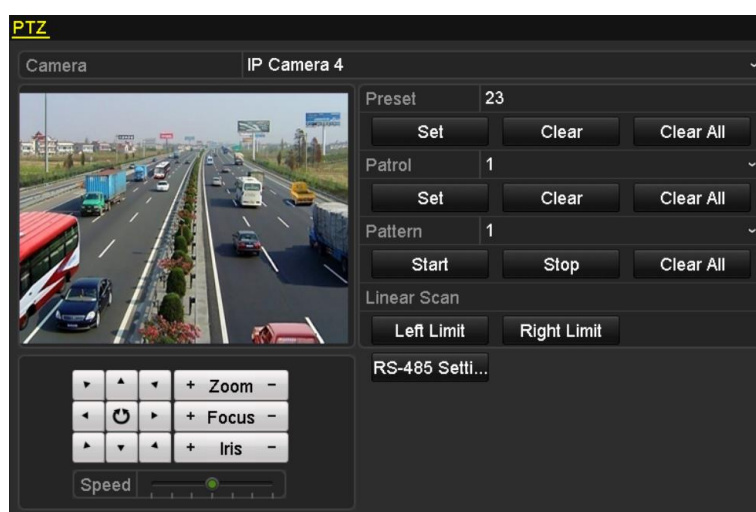 PTZ
Camera IP Camera 4
Preset 23
Set Clear Clear All
Patrol 1
Set Clear Clear All
Pattern 1
Start Stop Clear All
Linear Scan
Left Limit Right Limit
RS-485 Setti...
+ Zoom -
+ Focus -
+ Iris -
Speed